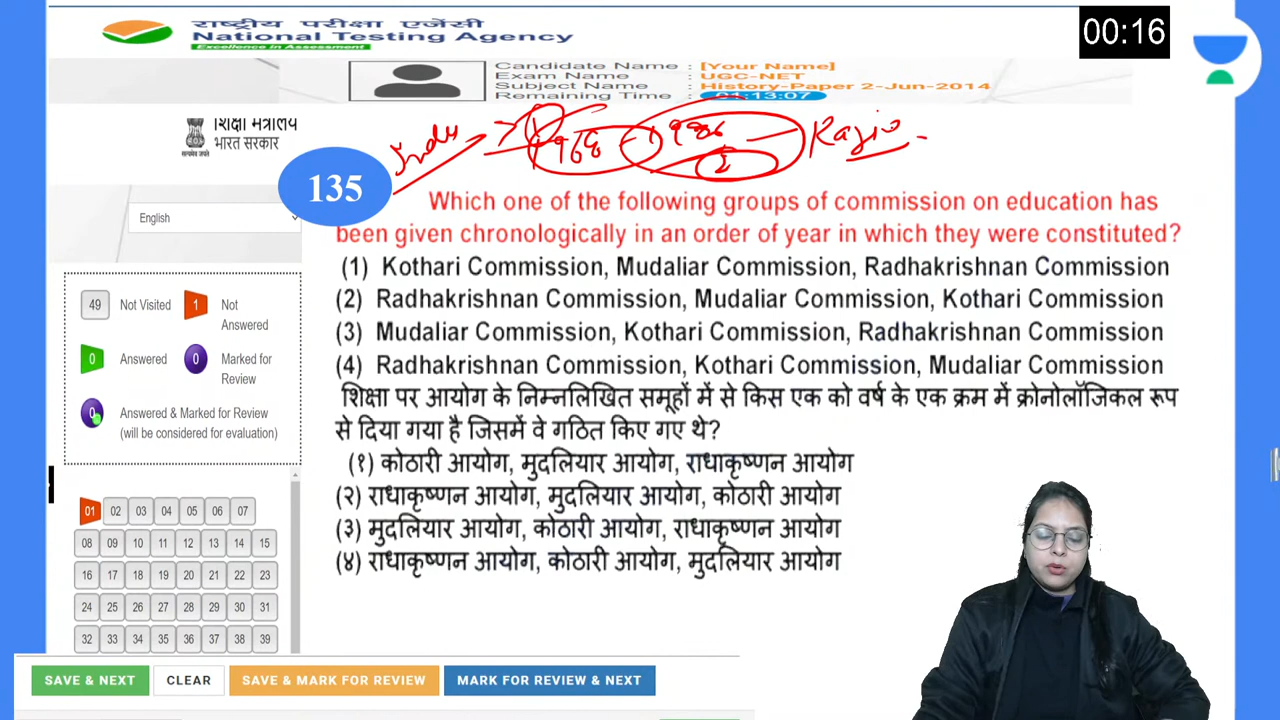 राष्ट्रीय परीक्षा एजेंसी
National Testing Agency
Excellence in Assessment
00:16
Candidate Name : [Your Name]
Exam Name : UGC-NET
Subject Name : History-Paper 2-Jun-2014
Remaining Time : 01:13:07
शिक्षा मंत्रालय
भारत सरकार
135
English
Which one of the following groups of commission on education has
been given chronologically in an order of year in which they were constituted?
(1) Kothari Commission, Mudaliar Commission, Radhakrishnan Commission
(2) Radhakrishnan Commission, Mudaliar Commission, Kothari Commission
(3) Mudaliar Commission, Kothari Commission, Radhakrishnan Commission
(4) Radhakrishnan Commission, Kothari Commission, Mudaliar Commission
शिक्षा पर आयोग के निम्नलिखित समूहों में से किस एक को वर्ष के एक क्रम में क्रोनोलॉजिकल रूप
से दिया गया है जिसमें वे गठित किए गए थे?
(१) कोठारी आयोग, मुदलियार आयोग, राधाकृष्णन आयोग
(२) राधाकृष्णन आयोग, मुदलियार आयोग, कोठारी आयोग
(३) मुदलियार आयोग, कोठारी आयोग, राधाकृष्णन आयोग
(४) राधाकृष्णन आयोग, कोठारी आयोग, मुदलियार आयोग
49 Not Visited 1 Not Answered
0 Answered 0 Marked for Review
0 Answered & Marked for Review
(will be considered for evaluation)
01 02 03 04 05 06 07
08 09 10 11 12 13 14 15
16 17 18 19 20 21 22 23
24 25 26 27 28 29 30 31
32 33 34 35 36 37 38 39
SAVE & NEXT CLEAR SAVE & MARK FOR REVIEW MARK FOR REVIEW & NEXT